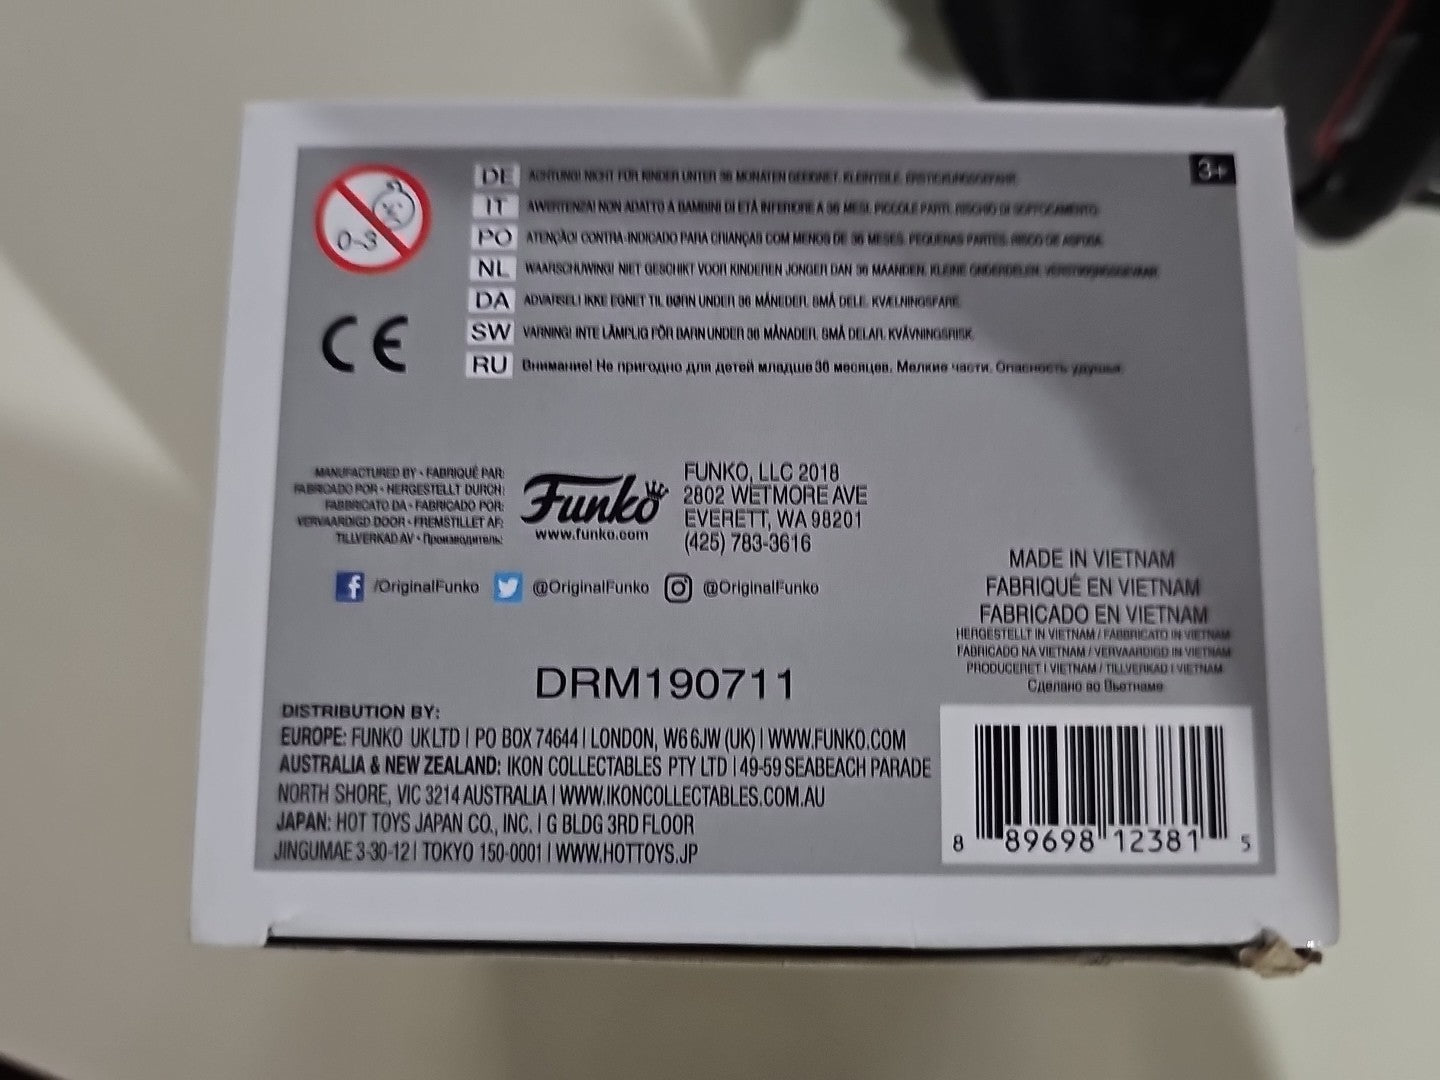 3+
0-3
DE ACHTUNG! NICHT FÜR KINDER UNTER 36 MONATEN GEEIGNET. KLEINTEILE. ERSTICKUNGSGEFAHR.
IT AVVERTENZA! NON ADATTO A BAMBINI DI ETÀ INFERIORE A 36 MESI. PICCOLE PARTI. RISCHIO DI SOFFOCAMENTO.
PO ATENÇÃO! CONTRA-INDICADO PARA CRIANÇAS COM MENOS DE 36 MESES. PEQUENAS PARTES. RISCO DE ASFIXIA.
NL WAARSCHUWING! NIET GESCHIKT VOOR KINDEREN JONGER DAN 36 MAANDEN. KLEINE ONDERDELEN. VERSTIKKINGSGEVAAR.
DA ADVARSEL! IKKE EGNET TIL BØRN UNDER 36 MÅNEDER. SMÅ DELE. KVÆLNINGSFARE.
SW VARNING! INTE LÄMPLIG FÖR BARN UNDER 36 MÅNADER. SMÅ DELAR. KVÄVNINGSRISK.
RU Внимание! Не пригодно для детей младше 36 месяцев. Мелкие части. Опасность удушья.
CE
MANUFACTURED BY • FABRIQUÉ PAR:
FABRICADO POR • HERGESTELLT DURCH:
FABBRICATO DA • FABRICADO POR:
VERVAARDIGD DOOR • FREMSTILLET AF:
TILLVERKAD AV • Производитель:
Funko
www.funko.com
FUNKO, LLC 2018
2802 WETMORE AVE
EVERETT, WA 98201
(425) 783-3616
/OriginalFunko @OriginalFunko @OriginalFunko
MADE IN VIETNAM
FABRIQUÉ EN VIETNAM
FABRICADO EN VIETNAM
HERGESTELLT IN VIETNAM / FABBRICATO IN VIETNAM
FABRICADO NA VIETNAM / VERVAARDIGD IN VIETNAM
PRODUCERET I VIETNAM / TILLVERKAD I VIETNAM
Сделано во Вьетнаме
DRM190711
DISTRIBUTION BY:
EUROPE: FUNKO UK LTD | PO BOX 74644 | LONDON, W6 6JW (UK) | WWW.FUNKO.COM
AUSTRALIA & NEW ZEALAND: IKON COLLECTABLES PTY LTD | 49-59 SEABEACH PARADE
NORTH SHORE, VIC 3214 AUSTRALIA | WWW.IKONCOLLECTABLES.COM.AU
JAPAN: HOT TOYS JAPAN CO., INC. | G BLDG 3RD FLOOR
JINGUMAE 3-30-12 | TOKYO 150-0001 | WWW.HOTTOYS.JP
8 89698 12381 5